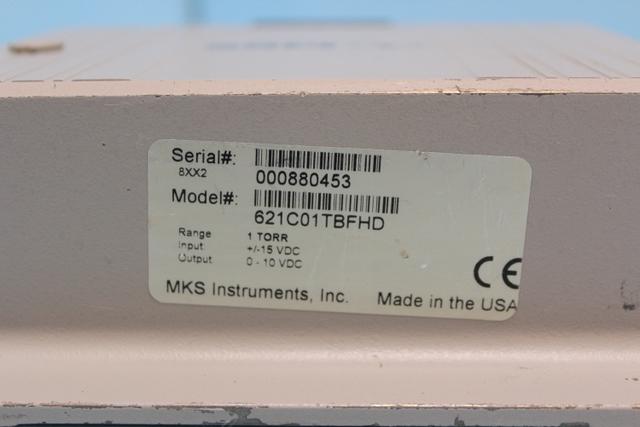 Serial#:
8XX2
000880453
Model#:
621C01TBFHD
Range 1 TORR
Input: +/-15 VDC
Output 0 - 10 VDC
CE
MKS Instruments, Inc. Made in the USA